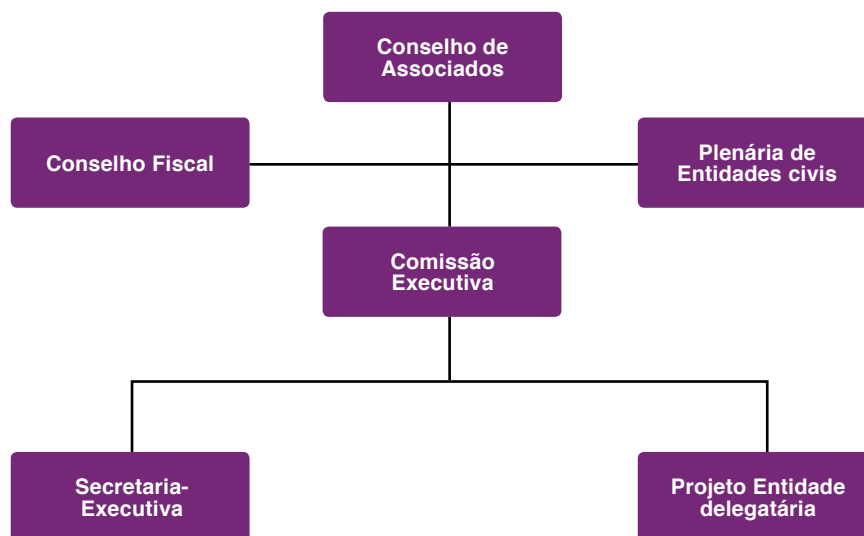 Conselho de
Associados
Conselho Fiscal
Plenária de
Entidades civis
Comissão
Executiva
Secretaria-
Executiva
Projeto Entidade
delegatária